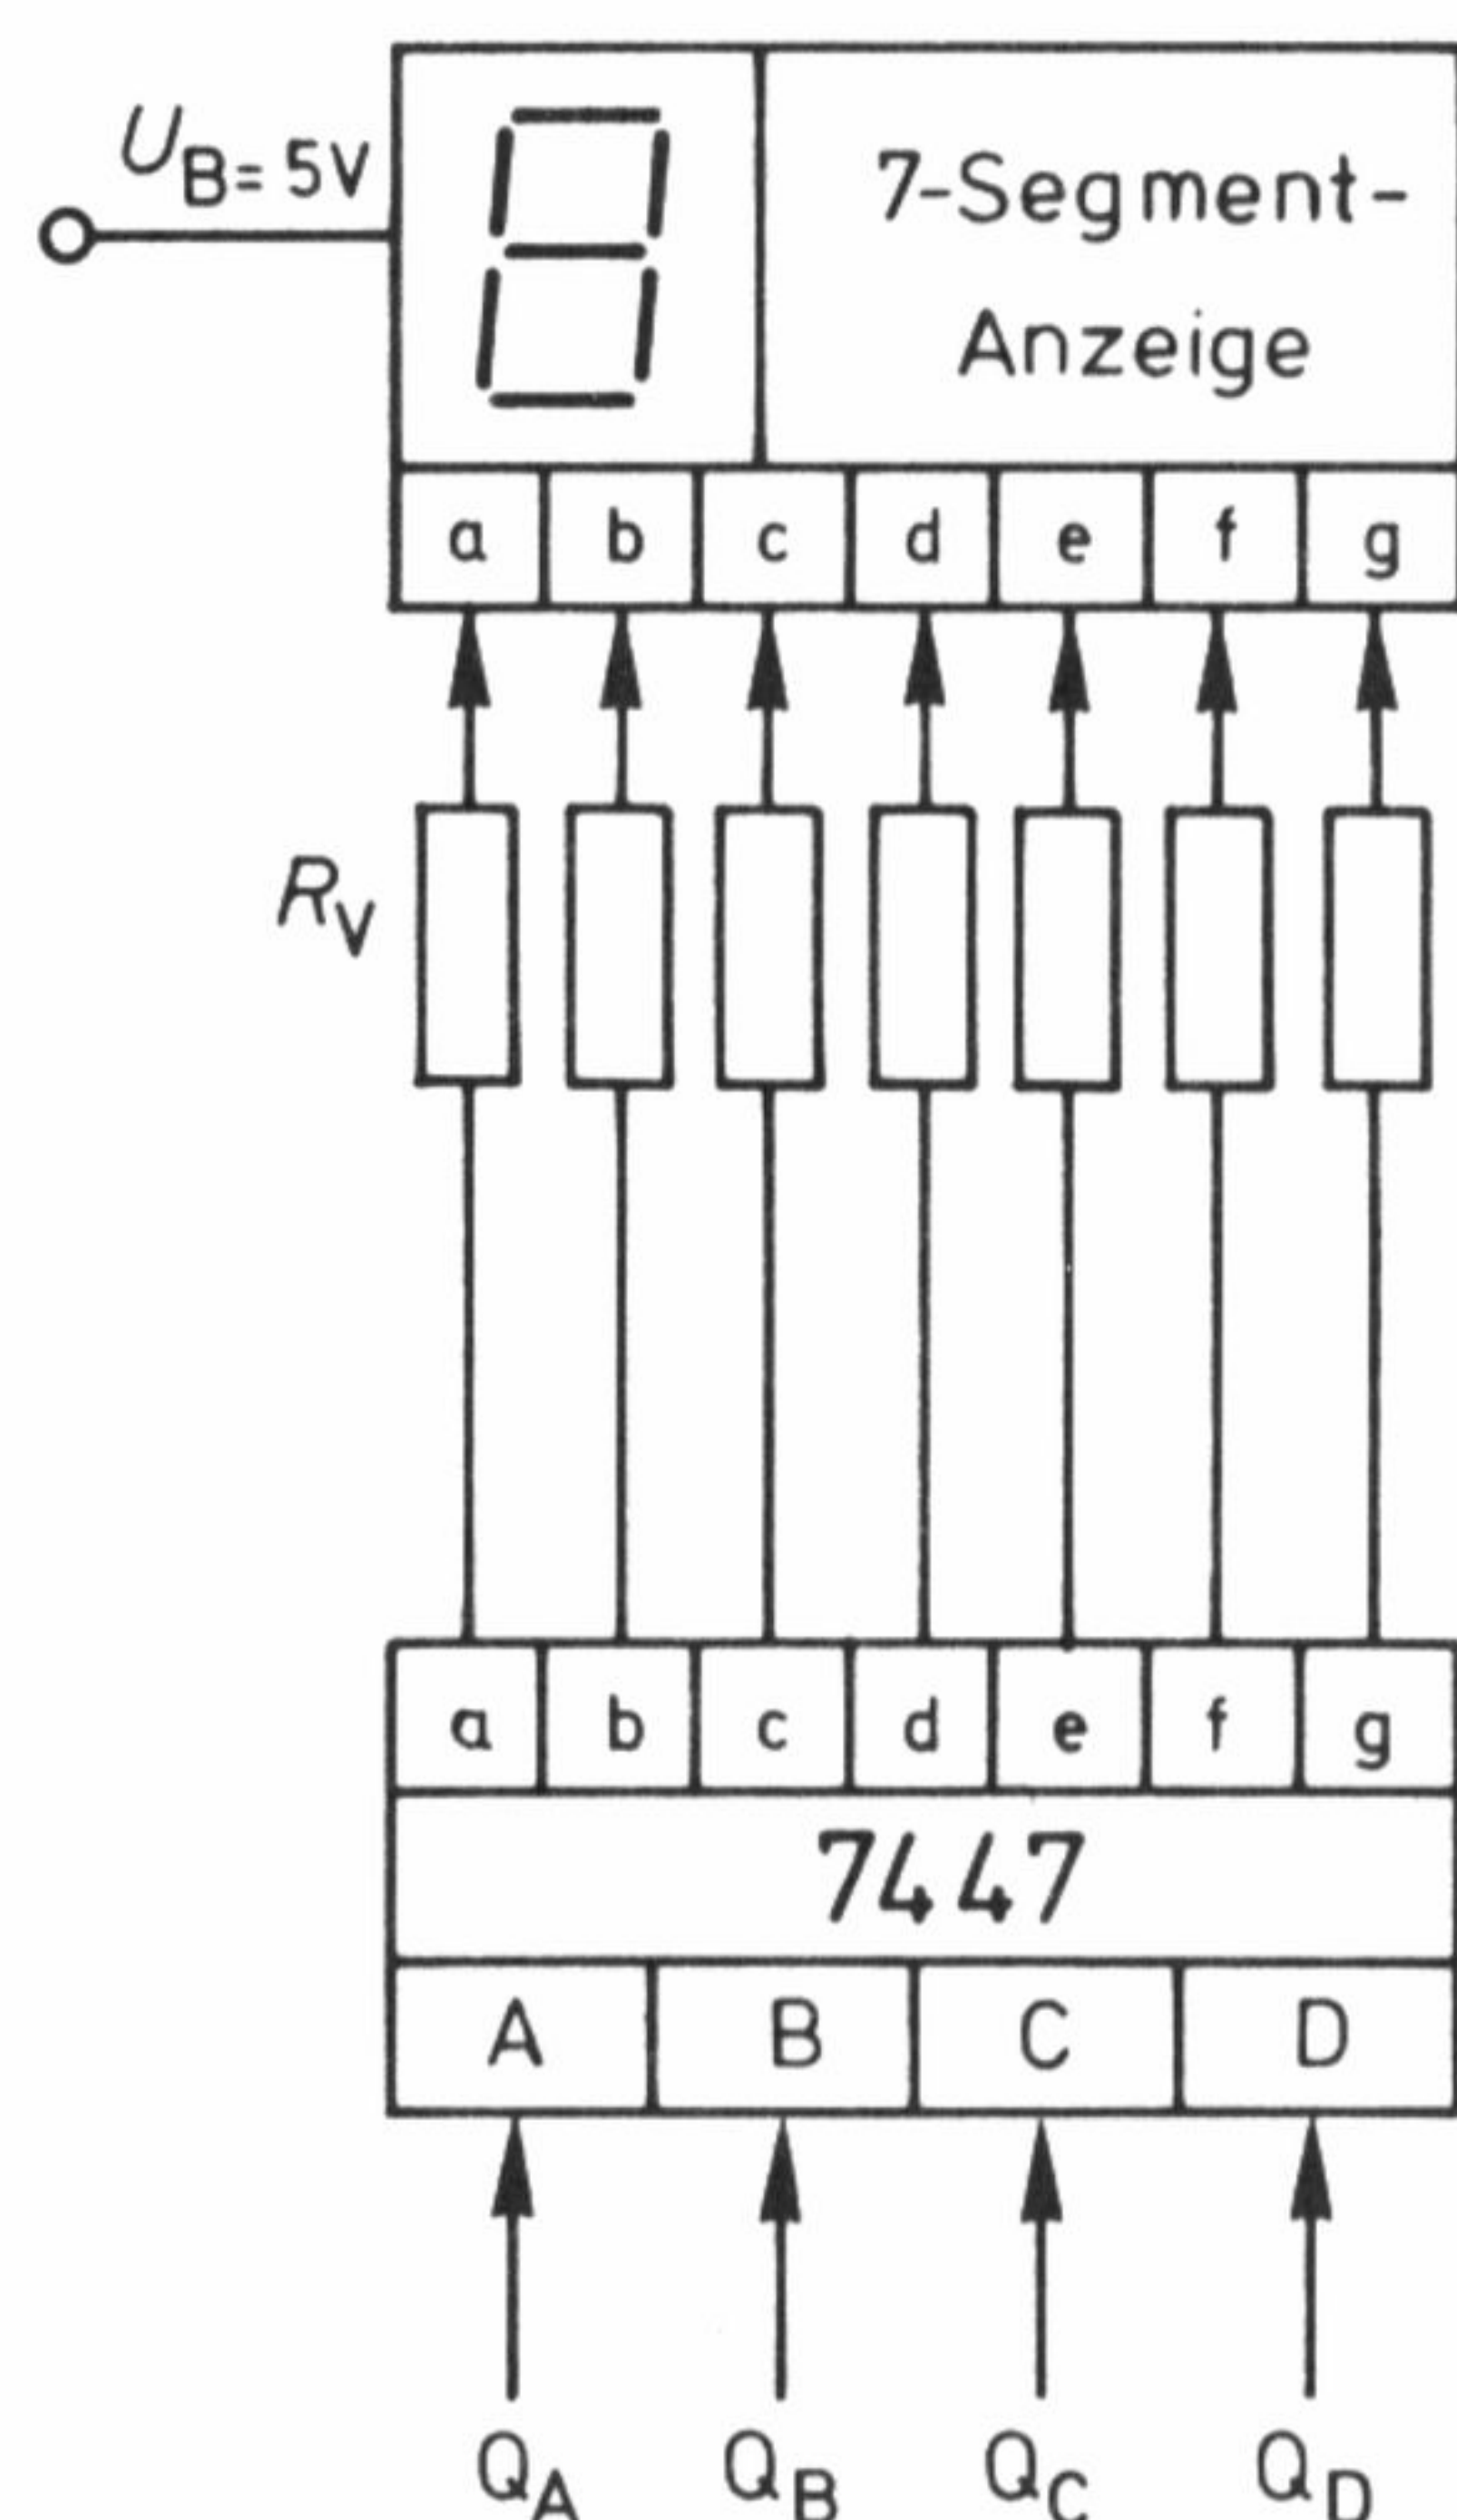 U_B = 5V
7-Segment-
Anzeige
a b c d e f g
R_V
a b c d e f g
7447
A B C D
Q_A Q_B Q_C Q_D